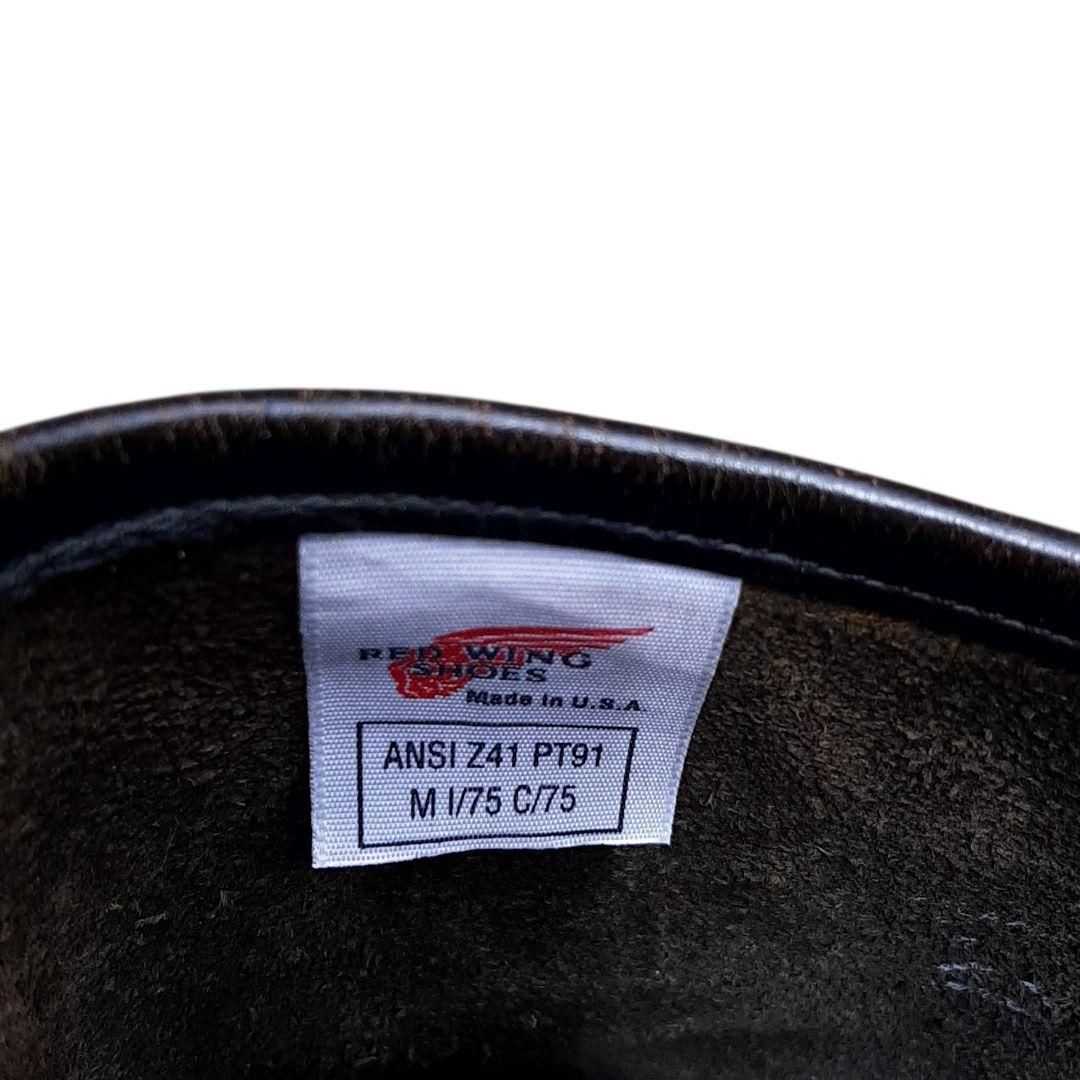 RED WING
SHOES
Made in U.S.A.
ANSI Z41 PT91
M I/75 C/75